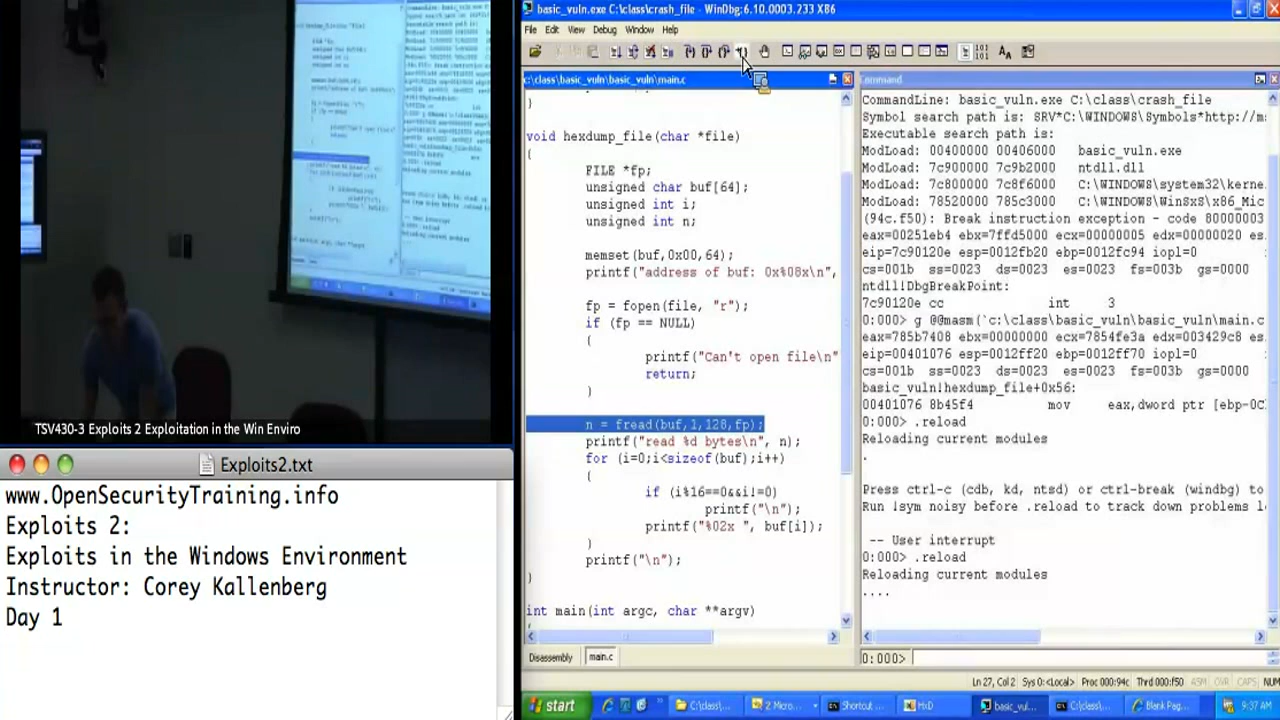 basic_vuln.exe C:\class\crash_file - WinDbg:6.10.0003.233 X86
File Edit View Debug Window Help
c:\class\basic_vuln\basic_vuln\main.c
}
void hexdump_file(char *file)
{
FILE *fp;
unsigned char buf[64];
unsigned int i;
unsigned int n;
memset(buf,0x00,64);
printf("address of buf: 0x%08x\n",
fp = fopen(file, "r");
if (fp == NULL)
{
printf("Can't open file\n"
return;
}
n = fread(buf,1,128,fp);
printf("read %d bytes\n", n);
for (i=0;i<sizeof(buf);i++)
{
if (i%16==0&&i!=0)
printf("\n");
printf("%02x ", buf[i]);
}
printf("\n");
}
int main(int argc, char **argv)
Disassembly main.c
Command
CommandLine: basic_vuln.exe C:\class\crash_file
Symbol search path is: SRV*C:\WINDOWS\Symbols*http://m
Executable search path is:
ModLoad: 00400000 00406000 basic_vuln.exe
ModLoad: 7c900000 ntdll.dll
ModLoad: 7c800000 7c8f6000 C:\WINDOWS\system32\kerne
ModLoad: 78520000 785c3000 C:\WINDOWS\WinSxS\x86_Mic
Break instruction exception - code 80000003
eax=00251eb4 ebx=7ffd5000 edx=00000020 es
eip=7c90120e esp=0012fb20 ebp=0012fc94 iopl=0
cs=001b ss=0023 ds=0023 es=0023 fs=003b gs=0000
ntdll!DbgBreakPoint:
7c90120e cc int 3
0:000> g @@masm(`c:\class\basic_vuln\basic_vuln\main.c
eax=785b7408 ebx=00000000 ecx=7854fe3a edx=003429c8 es
eip=00401076 esp=0012ff20 ebp=0012ff70 iopl=0
cs=001b ss=0023 ds=0023 es=0023 fs=003b gs=0000
basic_vuln!hexdump_file+0x56:
00401076 8b45f4 mov eax,dword ptr [ebp-0C
0:000> .reload
Reloading current modules
.
Press ctrl-c (cdb, kd, ntsd) or ctrl-break (windbg) to
Run !sym noisy before .reload to track down problems l
-- User interrupt
0:000> .reload
Reloading current modules
....
0:000>
Ln 27, Col 2 Sys 0:<Local> Proc 000:94c Thrd 000:f50 ASM OVR CAPS NUM
start C:\class\... 2 Micro... Shortcut ... HxD basic_vu... C:\class\... Blank Pag... 9:37 AM
TSV430-3 Exploits 2 Exploitation in the Win Enviro
Exploits2.txt
www.OpenSecurityTraining.info
Exploits 2:
Exploits in the Windows Environment
Instructor: Corey Kallenberg
Day 1